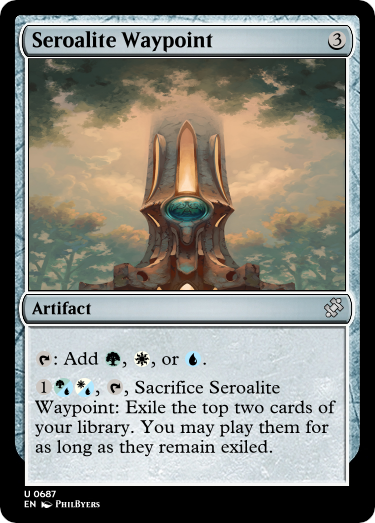 Seroalite Waypoint 3
Artifact
: Add , , or .
1 , , Sacrifice Seroalite
Waypoint: Exile the top two cards of
your library. You may play them for
as long as they remain exiled.
U 0687
EN PhilByers